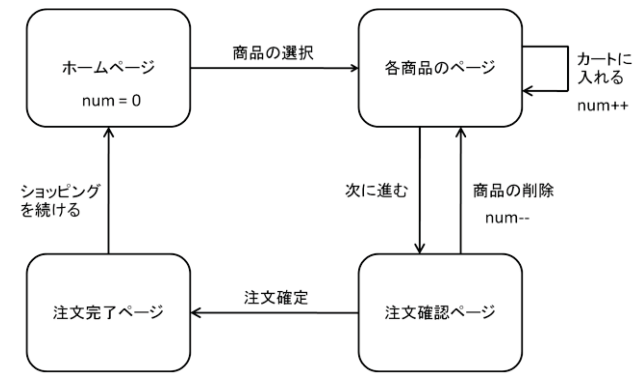 ホームページ
num = 0
商品の選択
各商品のページ
カートに
入れる
num++
ショッピング
を続ける
次に進む
商品の削除
num--
注文完了ページ
注文確定
注文確認ページ